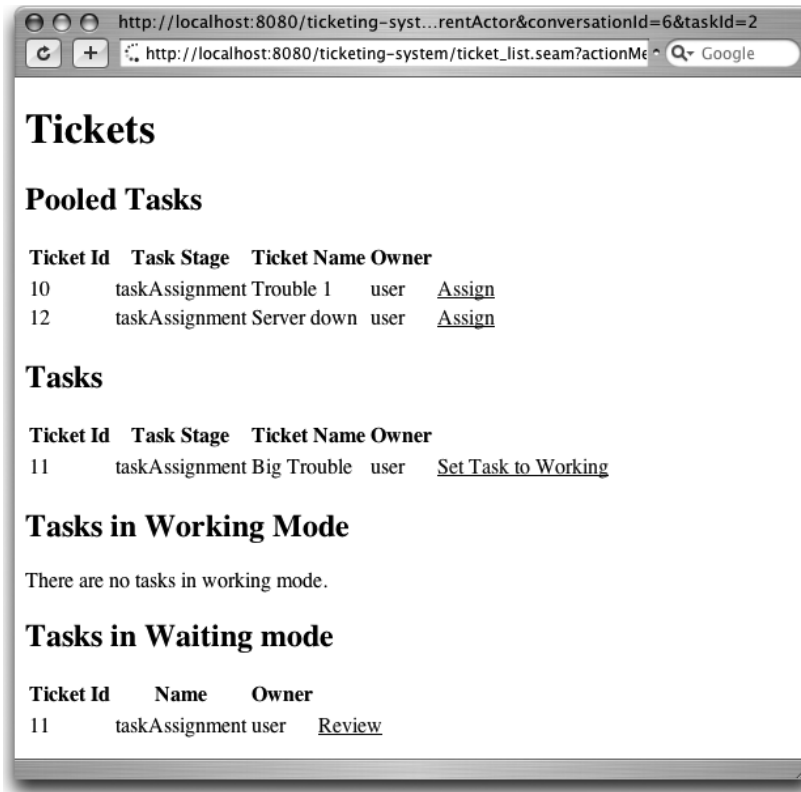 http://localhost:8080/ticketing-syst...rentActor&conversationId=6&taskId=2
http://localhost:8080/ticketing-system/ticket_list.seam?actionMe Google
Tickets
Pooled Tasks
Ticket Id Task Stage Ticket Name Owner
10 taskAssignment Trouble 1 user Assign
12 taskAssignment Server down user Assign
Tasks
Ticket Id Task Stage Ticket Name Owner
11 taskAssignment Big Trouble user Set Task to Working
Tasks in Working Mode
There are no tasks in working mode.
Tasks in Waiting mode
Ticket Id Name Owner
11 taskAssignment user Review